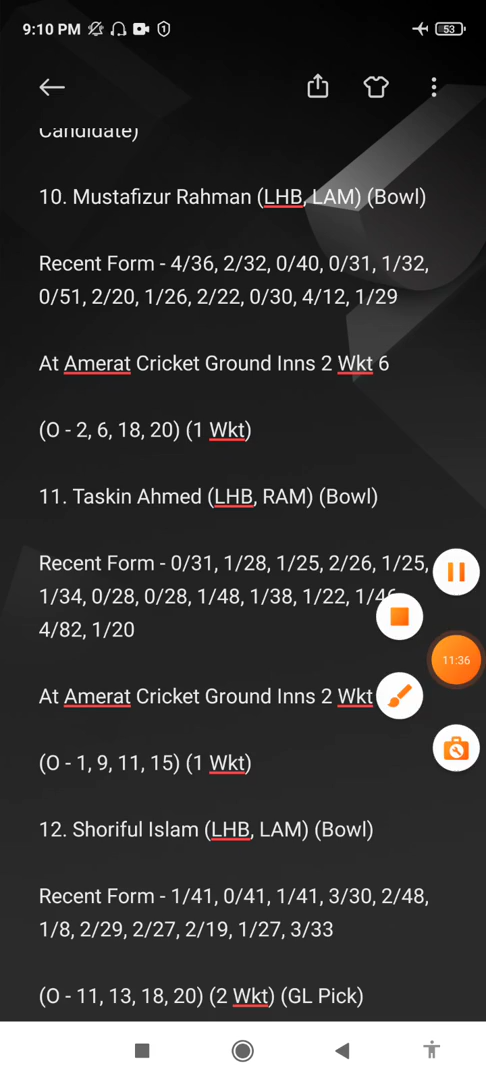 9:10 PM
53
Candidate)
10. Mustafizur Rahman (LHB, LAM) (Bowl)
Recent Form - 4/36, 2/32, 0/40, 0/31, 1/32,
0/51, 2/20, 1/26, 2/22, 0/30, 4/12, 1/29
At Amerat Cricket Ground Inns 2 Wkt 6
(O - 2, 6, 18, 20) (1 Wkt)
11. Taskin Ahmed (LHB, RAM) (Bowl)
Recent Form - 0/31, 1/28, 1/25, 2/26, 1/25,
1/34, 0/28, 0/28, 1/48, 1/38, 1/22,
4/82, 1/20
At Amerat Cricket Ground Inns 2 Wkt
11:36
(O - 1, 9, 11, 15) (1 Wkt)
12. Shoriful Islam (LHB, LAM) (Bowl)
Recent Form - 1/41, 0/41, 1/41, 3/30, 2/48,
1/8, 2/29, 2/27, 2/19, 1/27, 3/33
(O - 11, 13, 18, 20) (2 Wkt) (GL Pick)